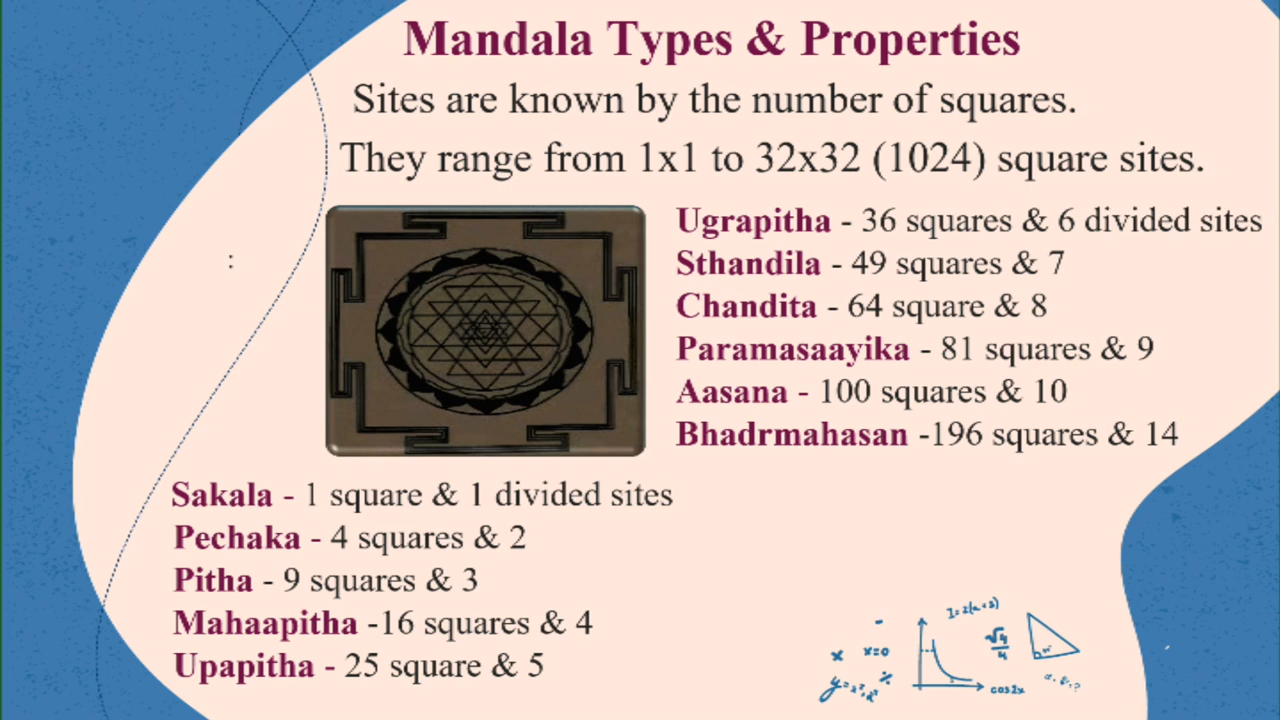 Mandala Types & Properties
Sites are known by the number of squares.
They range from 1x1 to 32x32 (1024) square sites.
:
Ugrapitha - 36 squares & 6 divided sites
Sthandila - 49 squares & 7
Chandita - 64 square & 8
Paramasaayika - 81 squares & 9
Aasana - 100 squares & 10
Bhadrmahasan -196 squares & 14
Sakala - 1 square & 1 divided sites
Pechaka - 4 squares & 2
Pitha - 9 squares & 3
Mahaapitha -16 squares & 4
Upapitha - 25 square & 5
x x=0
cos2x